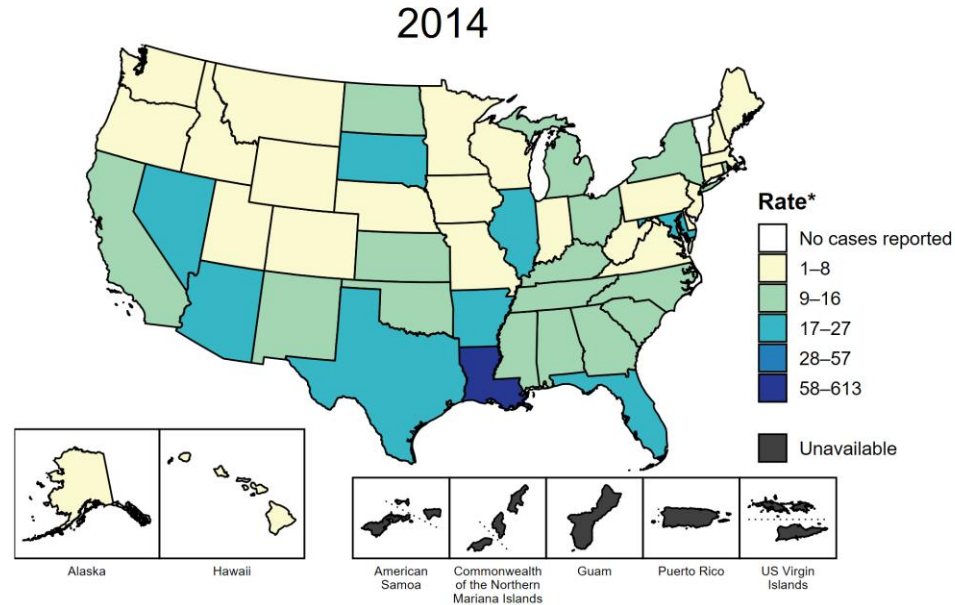 2014
Rate*
No cases reported
1–8
9–16
17–27
28–57
58–613
Unavailable
Alaska
Hawaii
American
Samoa
Commonwealth
of the Northern
Mariana Islands
Guam
Puerto Rico
US Virgin
Islands